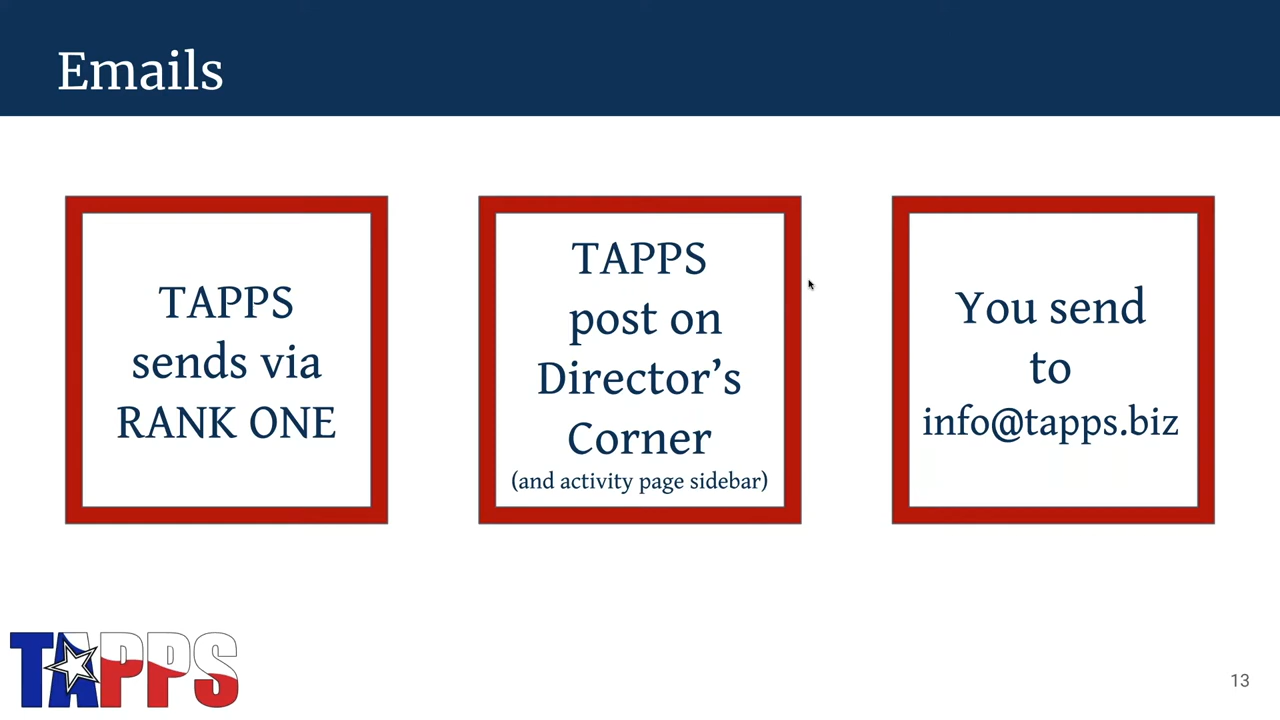 Emails
TAPPS
sends via
RANK ONE
TAPPS
post on
Director’s
Corner
(and activity page sidebar)
You send
to
info@tapps.biz
TAPPS
13